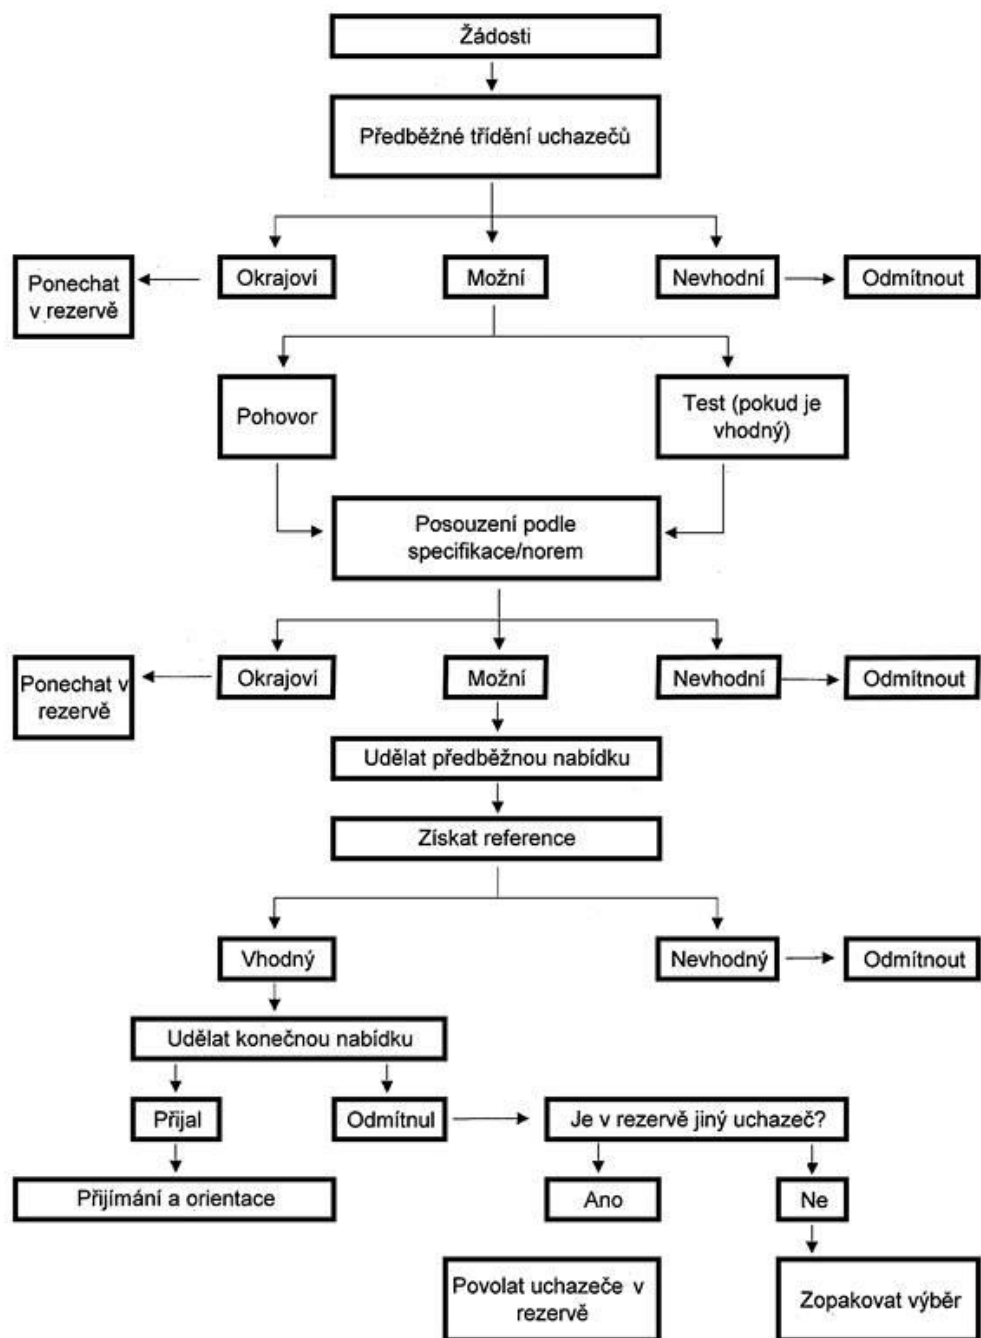 Žádosti
Předběžné třídění uchazečů
Ponechat
v rezervě
Okrajoví
Možní
Nevhodní
Odmítnout
Pohovor
Test (pokud je
vhodný)
Posouzení podle
specifikace/norem
Ponechat v
rezervě
Okrajoví
Možní
Nevhodní
Odmítnout
Udělat předběžnou nabídku
Získat reference
Vhodný
Nevhodný
Odmítnout
Udělat konečnou nabídku
Přijal
Odmítnul
Je v rezervě jiný uchazeč?
Přijímání a orientace
Ano
Ne
Povolat uchazeče v
rezervě
Zopakovat výběr